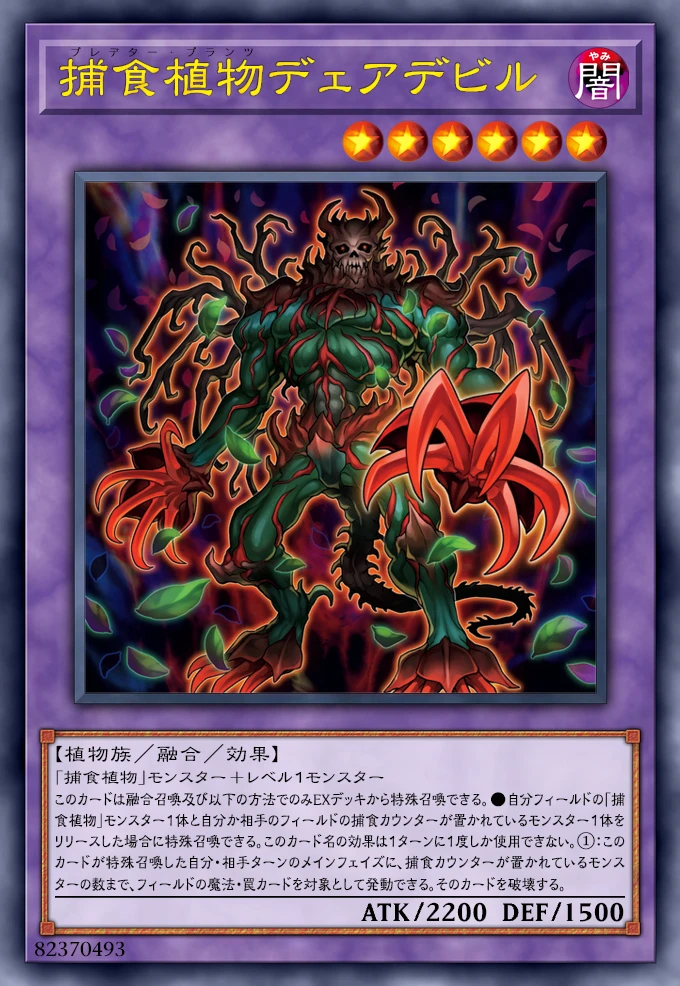 プレデター・プランツ
捕食植物デェアデビル
やみ
闇
【植物族／融合／効果】
「捕食植物」モンスター＋レベル１モンスター
このカードは融合召喚及び以下の方法でのみEXデッキから特殊召喚できる。●自分フィールドの「捕
食植物」モンスター１体と自分か相手のフィールドの捕食カウンターが置かれているモンスター１体を
リリースした場合に特殊召喚できる。このカード名の効果は１ターンに１度しか使用できない。①：この
カードが特殊召喚した自分・相手ターンのメインフェイズに、捕食カウンターが置かれているモンス
ターの数まで、フィールドの魔法・罠カードを対象として発動できる。そのカードを破壊する。
ATK/2200 DEF/1500
82370493